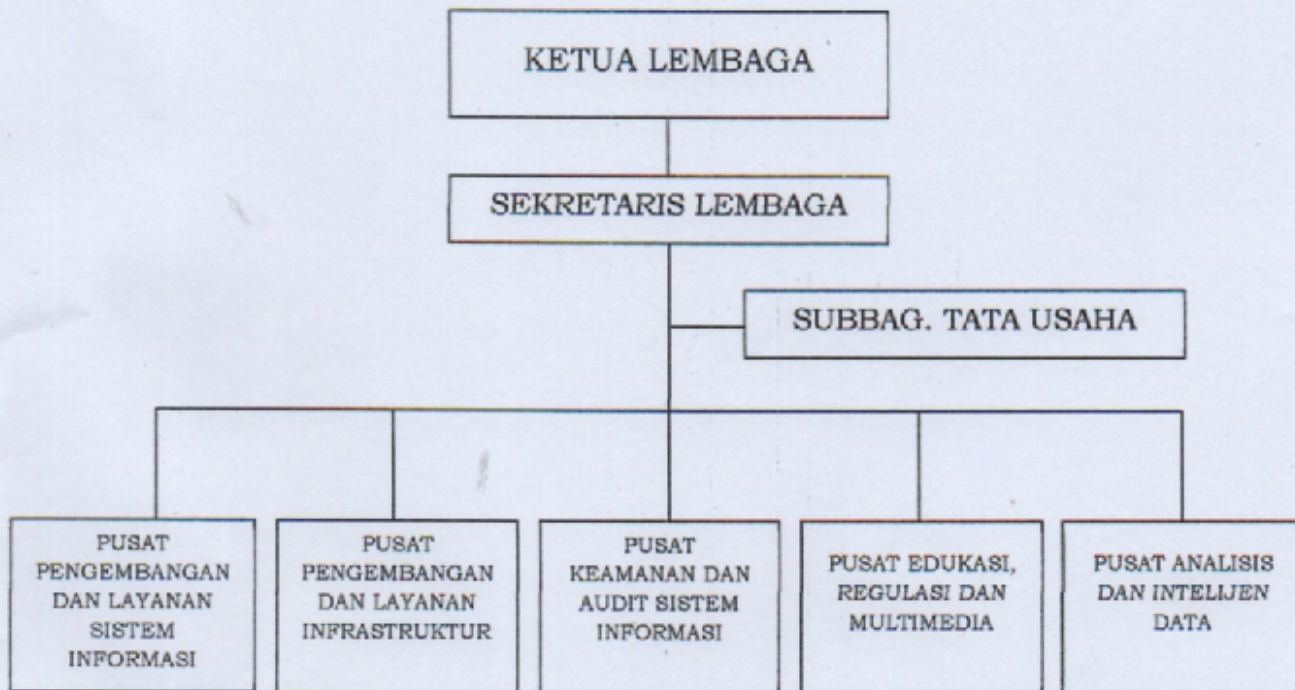 KETUA LEMBAGA
SEKRETARIS LEMBAGA
SUBBAG. TATA USAHA
PUSAT
PENGEMBANGAN
DAN LAYANAN
SISTEM
INFORMASI
PUSAT
PENGEMBANGAN
DAN LAYANAN
INFRASTRUKTUR
PUSAT
KEAMANAN DAN
AUDIT SISTEM
INFORMASI
PUSAT EDUKASI,
REGULASI DAN
MULTIMEDIA
PUSAT ANALISIS
DAN INTELIJEN
DATA